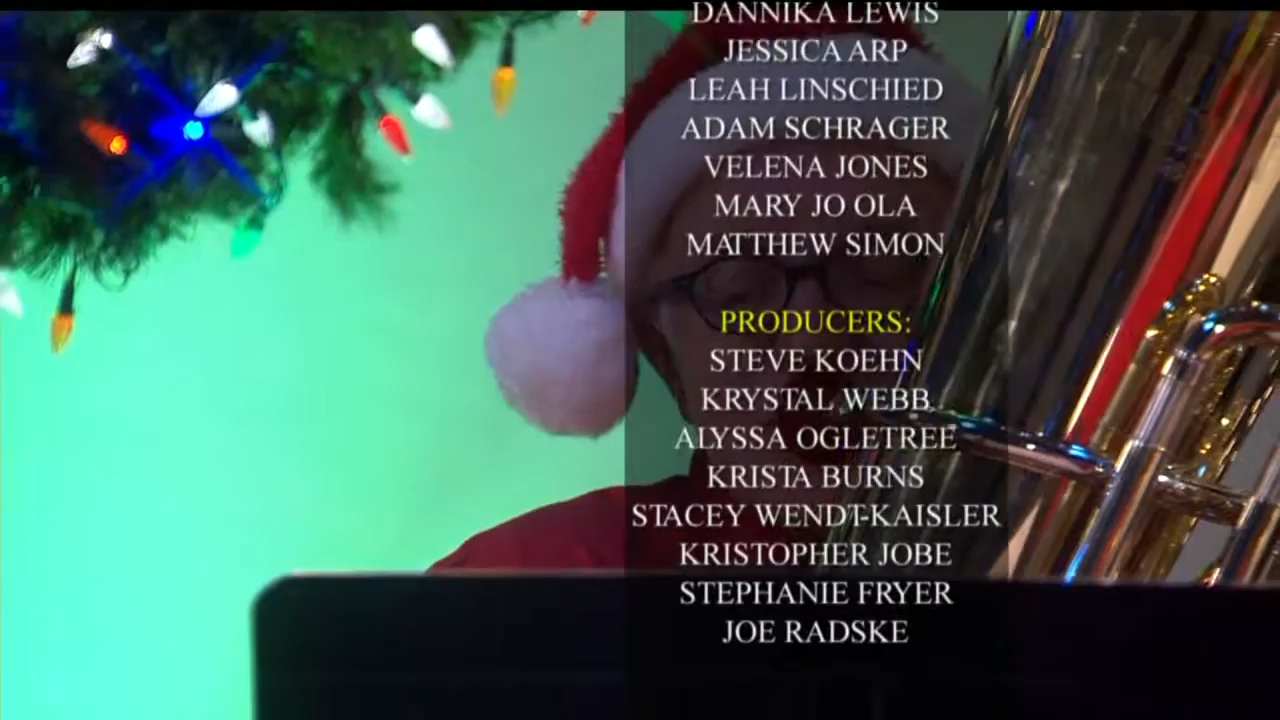 DANNIKA LEWIS
JESSICA ARP
LEAH LINSCHIED
ADAM SCHRAGER
VELENA JONES
MARY JO OLA
MATTHEW SIMON
PRODUCERS:
STEVE KOEHN
KRYSTAL WEBB
ALYSSA OGLETREE
KRISTA BURNS
STACEY WENDT-KAISLER
KRISTOPHER JOBE
STEPHANIE FRYER
JOE RADSKE